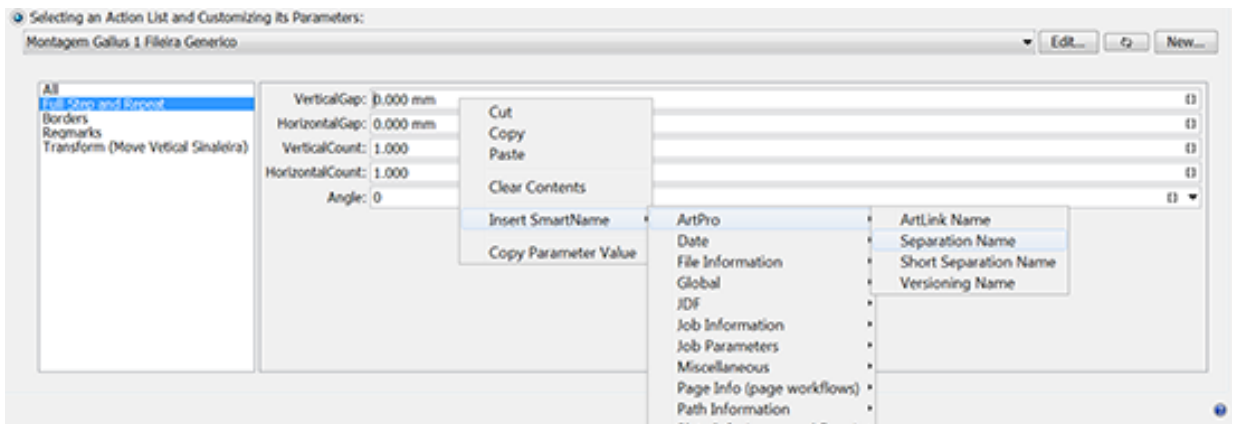 Selecting an Action List and Customizing its Parameters:
Montagem Gallus 1 Fileira Generico
Edit...
New...
All
Full Step and Repeat
Borders
Regmarks
Transform (Move Vetical Sinaleira)
VerticalGap: 0.000 mm
HorizontalGap: 0.000 mm
VerticalCount: 1.000
HorizontalCount: 1.000
Angle: 0
Cut
Copy
Paste
Clear Contents
Insert SmartName
Copy Parameter Value
ArtPro
Date
File Information
Global
JDF
Job Information
Job Parameters
Miscellaneous
Page Info (page workflows)
Path Information
ArtLink Name
Separation Name
Short Separation Name
Versioning Name